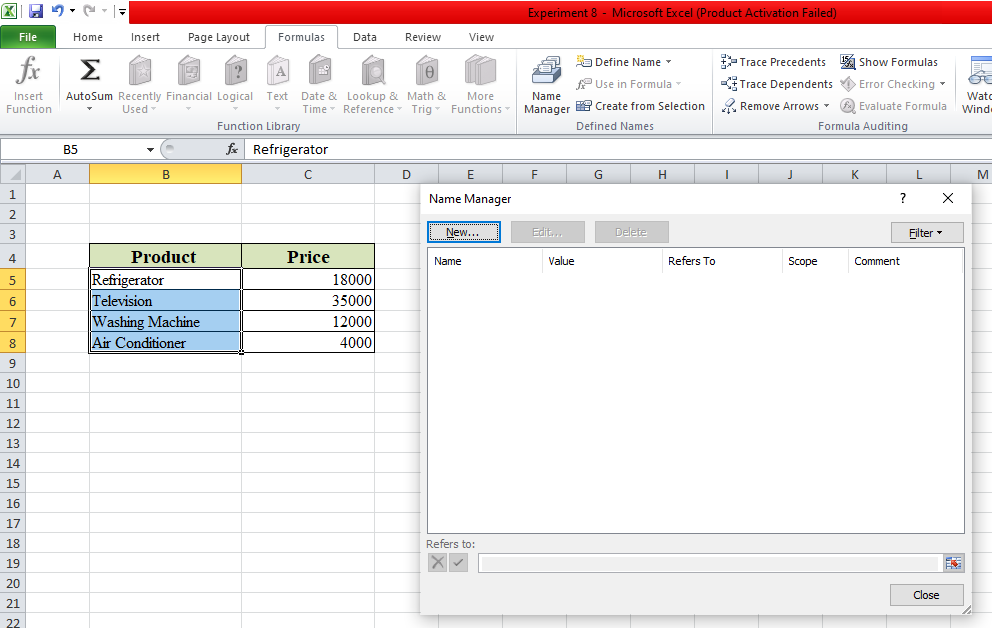 Experiment 8 - Microsoft Excel (Product Activation Failed)
File Home Insert Page Layout Formulas Data Review View
Insert Function
AutoSum
Recently Used
Financial
Logical
Text
Date & Time
Lookup & Reference
Math & Trig
More Functions
Function Library
Name Manager
Define Name
Use in Formula
Create from Selection
Defined Names
Trace Precedents
Trace Dependents
Remove Arrows
Show Formulas
Error Checking
Evaluate Formula
Formula Auditing
Watc
Windo
B5 fx Refrigerator
A B C D E F G H I J K L M
1
2
3
4 Product Price
5 Refrigerator 18000
6 Television 35000
7 Washing Machine 12000
8 Air Conditioner 4000
9
10
11
12
13
14
15
16
17
18
19
20
21
22
Name Manager ?
New... Edit... Delete Filter
Name Value Refers To Scope Comment
Refers to:
Close